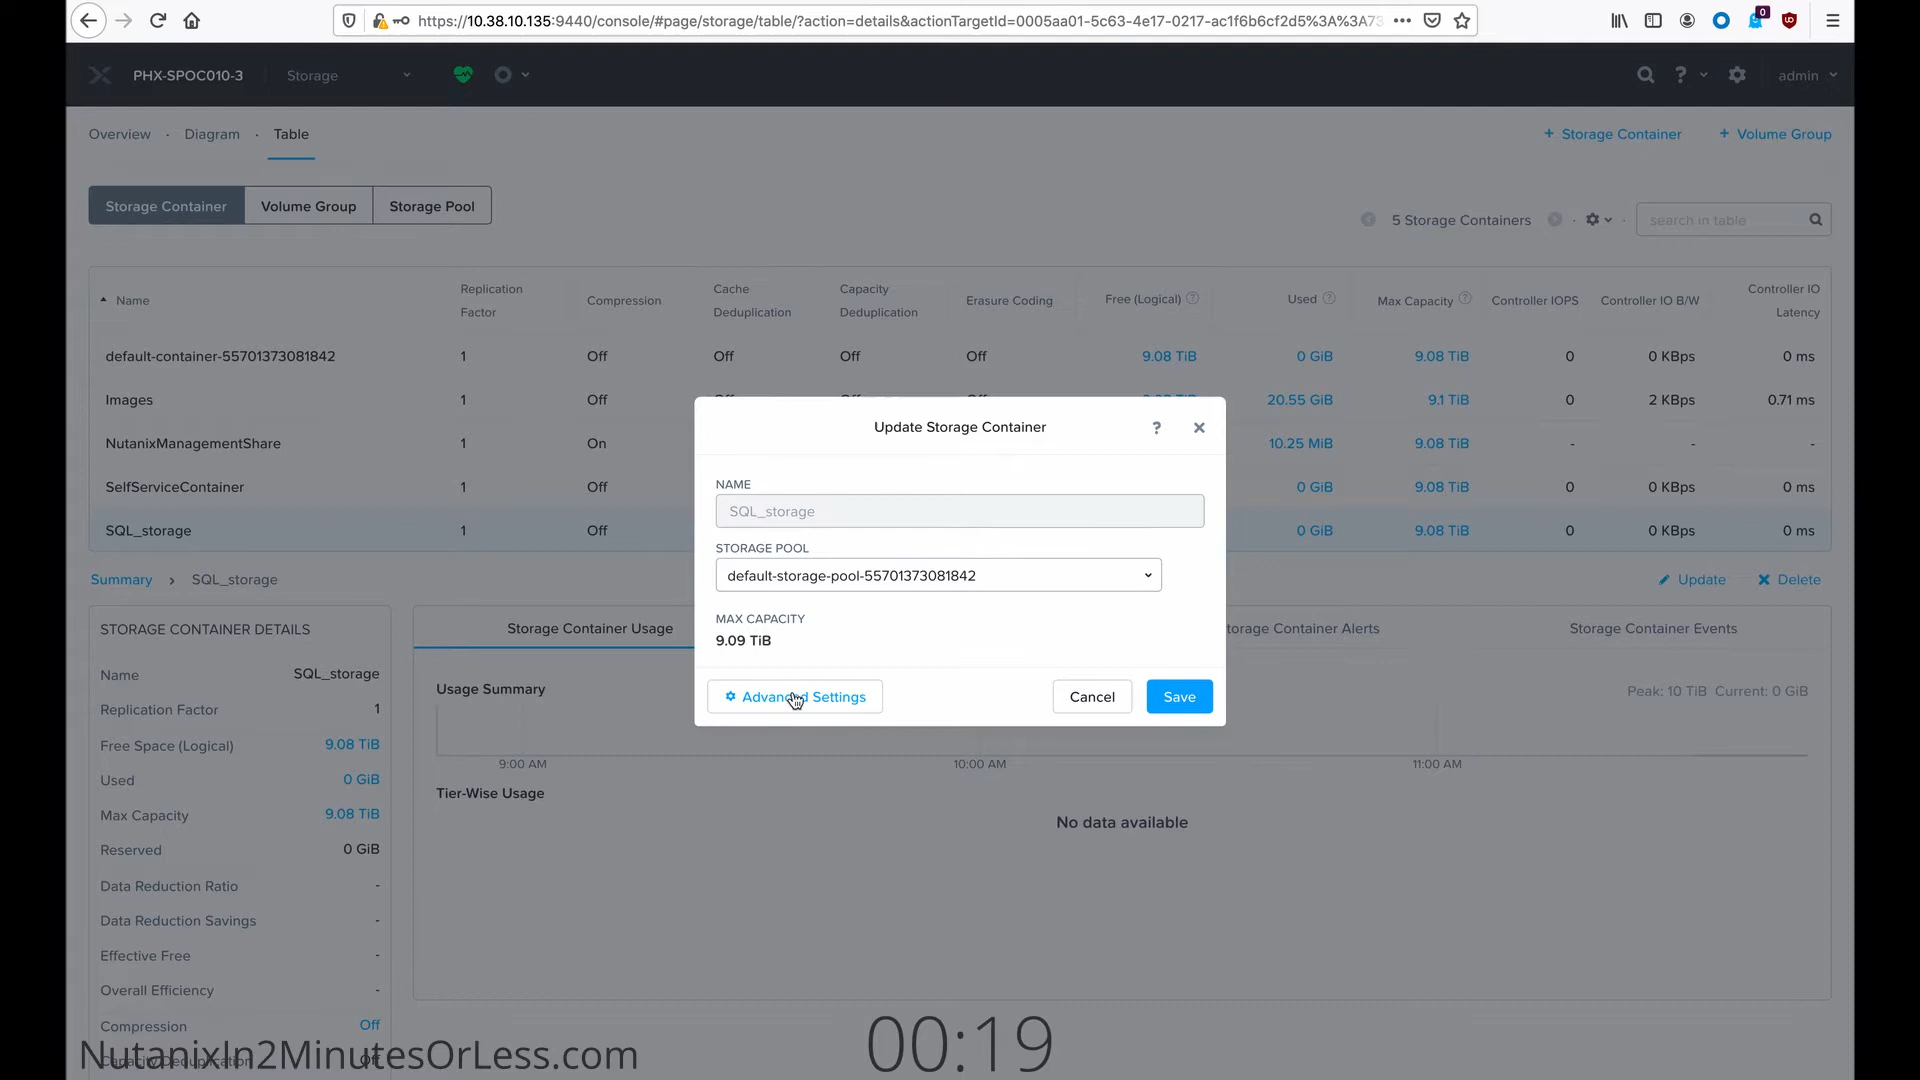 https://10.38.10.135:9440/console/#page/storage/table/?action=details&actionTargetId=0005aa01-5c63-4e17-0217-ac1f6b6cf2d5%3A%3A73
0
PHX-SPOC010-3 Storage ? admin
Overview · Diagram · Table + Storage Container + Volume Group
Storage Container Volume Group Storage Pool 5 Storage Containers · · search in table
Name Replication Factor Compression Cache Deduplication Capacity Deduplication Erasure Coding Free (Logical) ? Used ? Max Capacity ? Controller IOPS Controller IO B/W Controller IO Latency
default-container-55701373081842 1 Off Off Off Off 9.08 TiB 0 GiB 9.08 TiB 0 0 KBps 0 ms
Images 1 Off 20.55 GiB 9.1 TiB 0 2 KBps 0.71 ms
NutanixManagementShare 1 On 10.25 MiB 9.08 TiB - - -
SelfServiceContainer 1 Off 0 GiB 9.08 TiB 0 0 KBps 0 ms
SQL_storage 1 Off 0 GiB 9.08 TiB 0 0 KBps 0 ms
Update Storage Container ?
NAME
SQL_storage
STORAGE POOL
default-storage-pool-55701373081842
MAX CAPACITY
9.09 TiB
Advanced Settings Cancel Save
Summary > SQL_storage Update Delete
STORAGE CONTAINER DETAILS
Name SQL_storage
Replication Factor 1
Free Space (Logical) 9.08 TiB
Used 0 GiB
Max Capacity 9.08 TiB
Reserved 0 GiB
Data Reduction Ratio -
Data Reduction Savings -
Effective Free -
Overall Efficiency -
Compression Off
Capacity Deduplication Off
Storage Container Usage Storage Container Alerts Storage Container Events
Usage Summary Peak: 10 TiB Current: 0 GiB
9:00 AM 10:00 AM 11:00 AM
Tier-Wise Usage
No data available
NutanixIn2MinutesOrLess.com
00:19